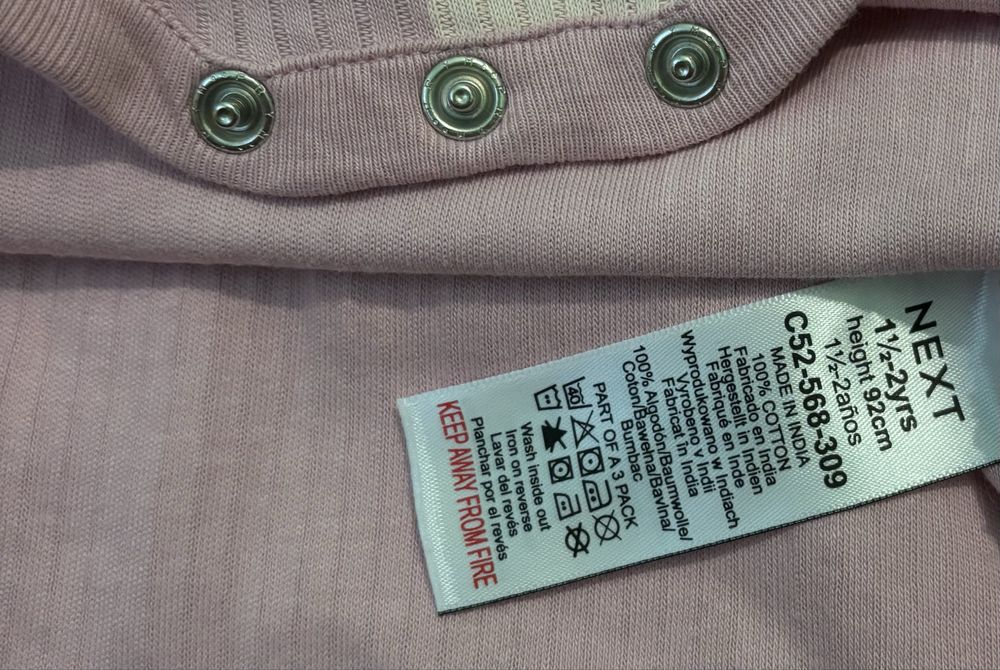 NEXT
1½-2yrs
height 92cm
1½-2años
C52-568-309
MADE IN INDIA
100% COTTON
Fabricado en India
Hergestellt in Indien
Fabriqué en Inde
Wyprodukowano w Indiach
Vyrobeno v Indii
Fabricat în India
100% Algodón/Baumwolle/
Coton/Bawełna/Bavlna/
Bumbac
PART OF A 3 PACK
40
Wash inside out
Iron on reverse
Lavar del revés
Planchar por el revés
KEEP AWAY FROM FIRE